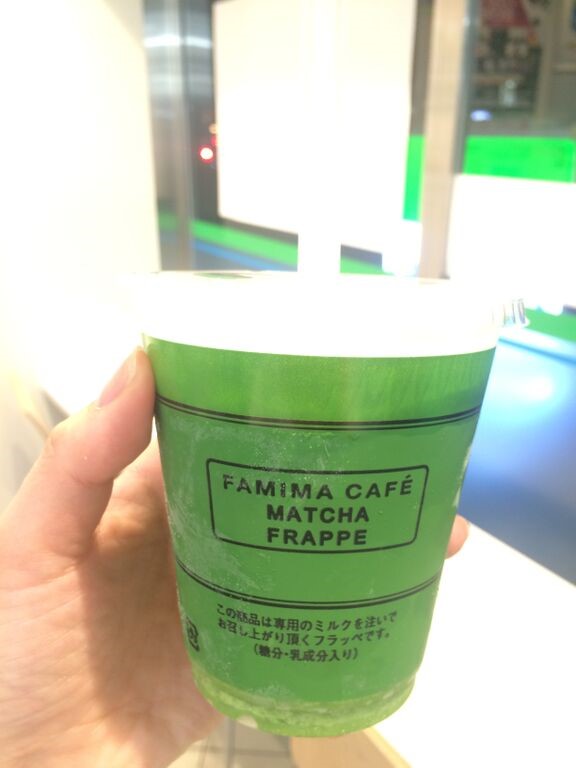 FAMIMA CAFÉ
MATCHA
FRAPPE
この商品は専用のミルクを注いで
お召し上がり頂くフラッペです。
(糖分・乳成分入り)